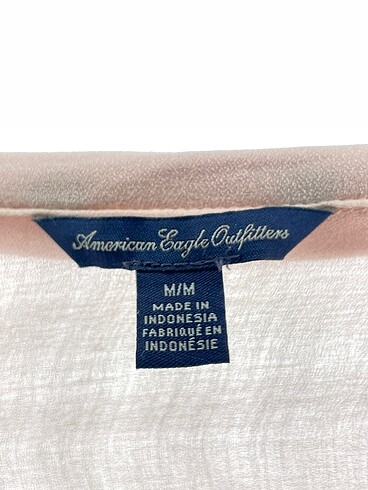 American Eagle Outfitters
M/M
MADE IN
INDONESIA
FABRIQUÉ EN
INDONÉSIE